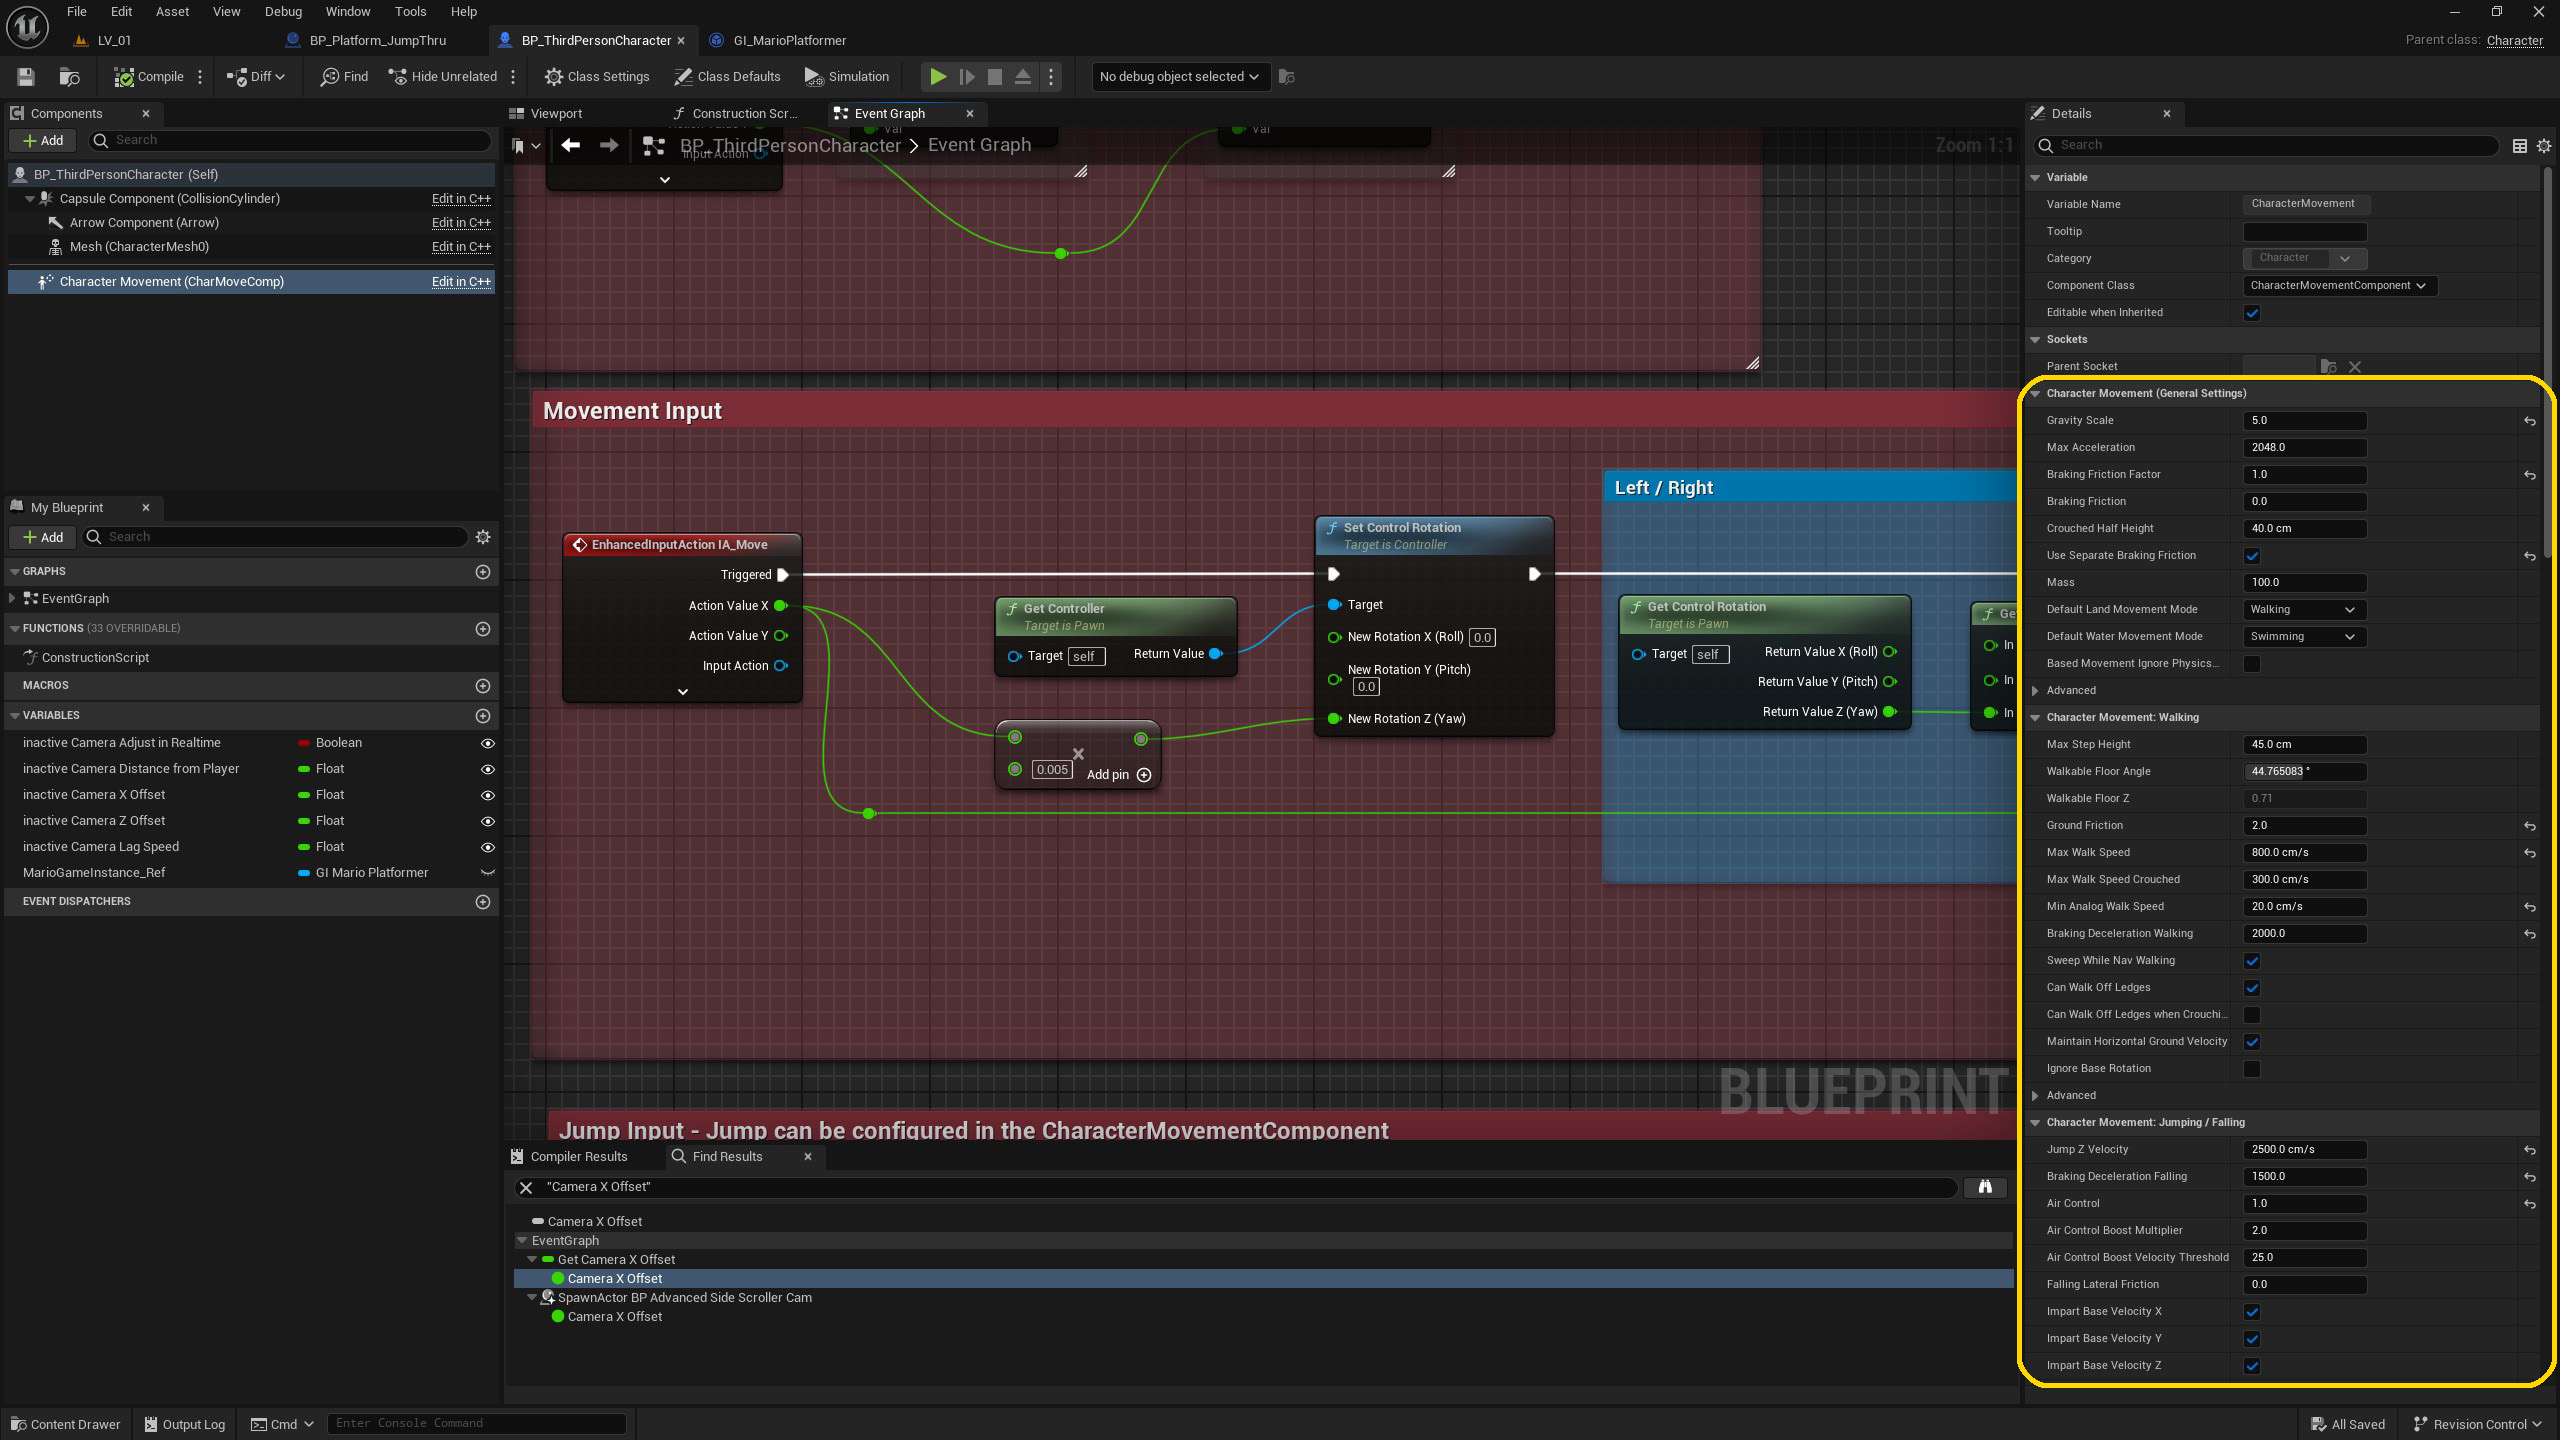 File Edit Asset View Debug Window Tools Help
LV_01 BP_Platform_JumpThru BP_ThirdPersonCharacter GI_MarioPlatformer Parent class: Character
Compile Diff Find Hide Unrelated Class Settings Class Defaults Simulation No debug object selected
Components
Add Search
BP_ThirdPersonCharacter (Self)
Capsule Component (CollisionCylinder) Edit in C++
Arrow Component (Arrow) Edit in C++
Mesh (CharacterMesh0) Edit in C++
Character Movement (CharMoveComp) Edit in C++
My Blueprint
Add Search
GRAPHS
EventGraph
FUNCTIONS (33 OVERRIDABLE)
ConstructionScript
MACROS
VARIABLES
inactive Camera Adjust in Realtime Boolean
inactive Camera Distance from Player Float
inactive Camera X Offset Float
inactive Camera Z Offset Float
inactive Camera Lag Speed Float
MarioGameInstance_Ref GI Mario Platformer
EVENT DISPATCHERS
Viewport Construction Scr... Event Graph
Val Val
Input Action
BP_ThirdPersonCharacter > Event Graph Zoom 1:1
Movement Input
Left / Right
EnhancedInputAction IA_Move
Triggered
Action Value X
Action Value Y
Input Action
Get Controller
Target is Pawn
Target self Return Value
0.005 Add pin
Set Control Rotation
Target is Controller
Target
New Rotation X (Roll) 0.0
New Rotation Y (Pitch)
0.0
New Rotation Z (Yaw)
Get Control Rotation
Target is Pawn
Target self Return Value X (Roll)
Return Value Y (Pitch)
Return Value Z (Yaw)
Ge
In
In
In
BLUEPRINT
Jump Input - Jump can be configured in the CharacterMovementComponent
Compiler Results Find Results
"Camera X Offset"
Camera X Offset
EventGraph
Get Camera X Offset
Camera X Offset
SpawnActor BP Advanced Side Scroller Cam
Camera X Offset
Details
Search
Variable
Variable Name CharacterMovement
Tooltip
Category Character
Component Class CharacterMovementComponent
Editable when Inherited
Sockets
Parent Socket
Character Movement (General Settings)
Gravity Scale 5.0
Max Acceleration 2048.0
Braking Friction Factor 1.0
Braking Friction 0.0
Crouched Half Height 40.0 cm
Use Separate Braking Friction
Mass 100.0
Default Land Movement Mode Walking
Default Water Movement Mode Swimming
Based Movement Ignore Physics...
Advanced
Character Movement: Walking
Max Step Height 45.0 cm
Walkable Floor Angle 44.765083 °
Walkable Floor Z 0.71
Ground Friction 2.0
Max Walk Speed 800.0 cm/s
Max Walk Speed Crouched 300.0 cm/s
Min Analog Walk Speed 20.0 cm/s
Braking Deceleration Walking 2000.0
Sweep While Nav Walking
Can Walk Off Ledges
Can Walk Off Ledges when Crouchi...
Maintain Horizontal Ground Velocity
Ignore Base Rotation
Advanced
Character Movement: Jumping / Falling
Jump Z Velocity 2500.0 cm/s
Braking Deceleration Falling 1500.0
Air Control 1.0
Air Control Boost Multiplier 2.0
Air Control Boost Velocity Threshold 25.0
Falling Lateral Friction 0.0
Impart Base Velocity X
Impart Base Velocity Y
Impart Base Velocity Z
Content Drawer Output Log Cmd Enter Console Command All Saved Revision Control